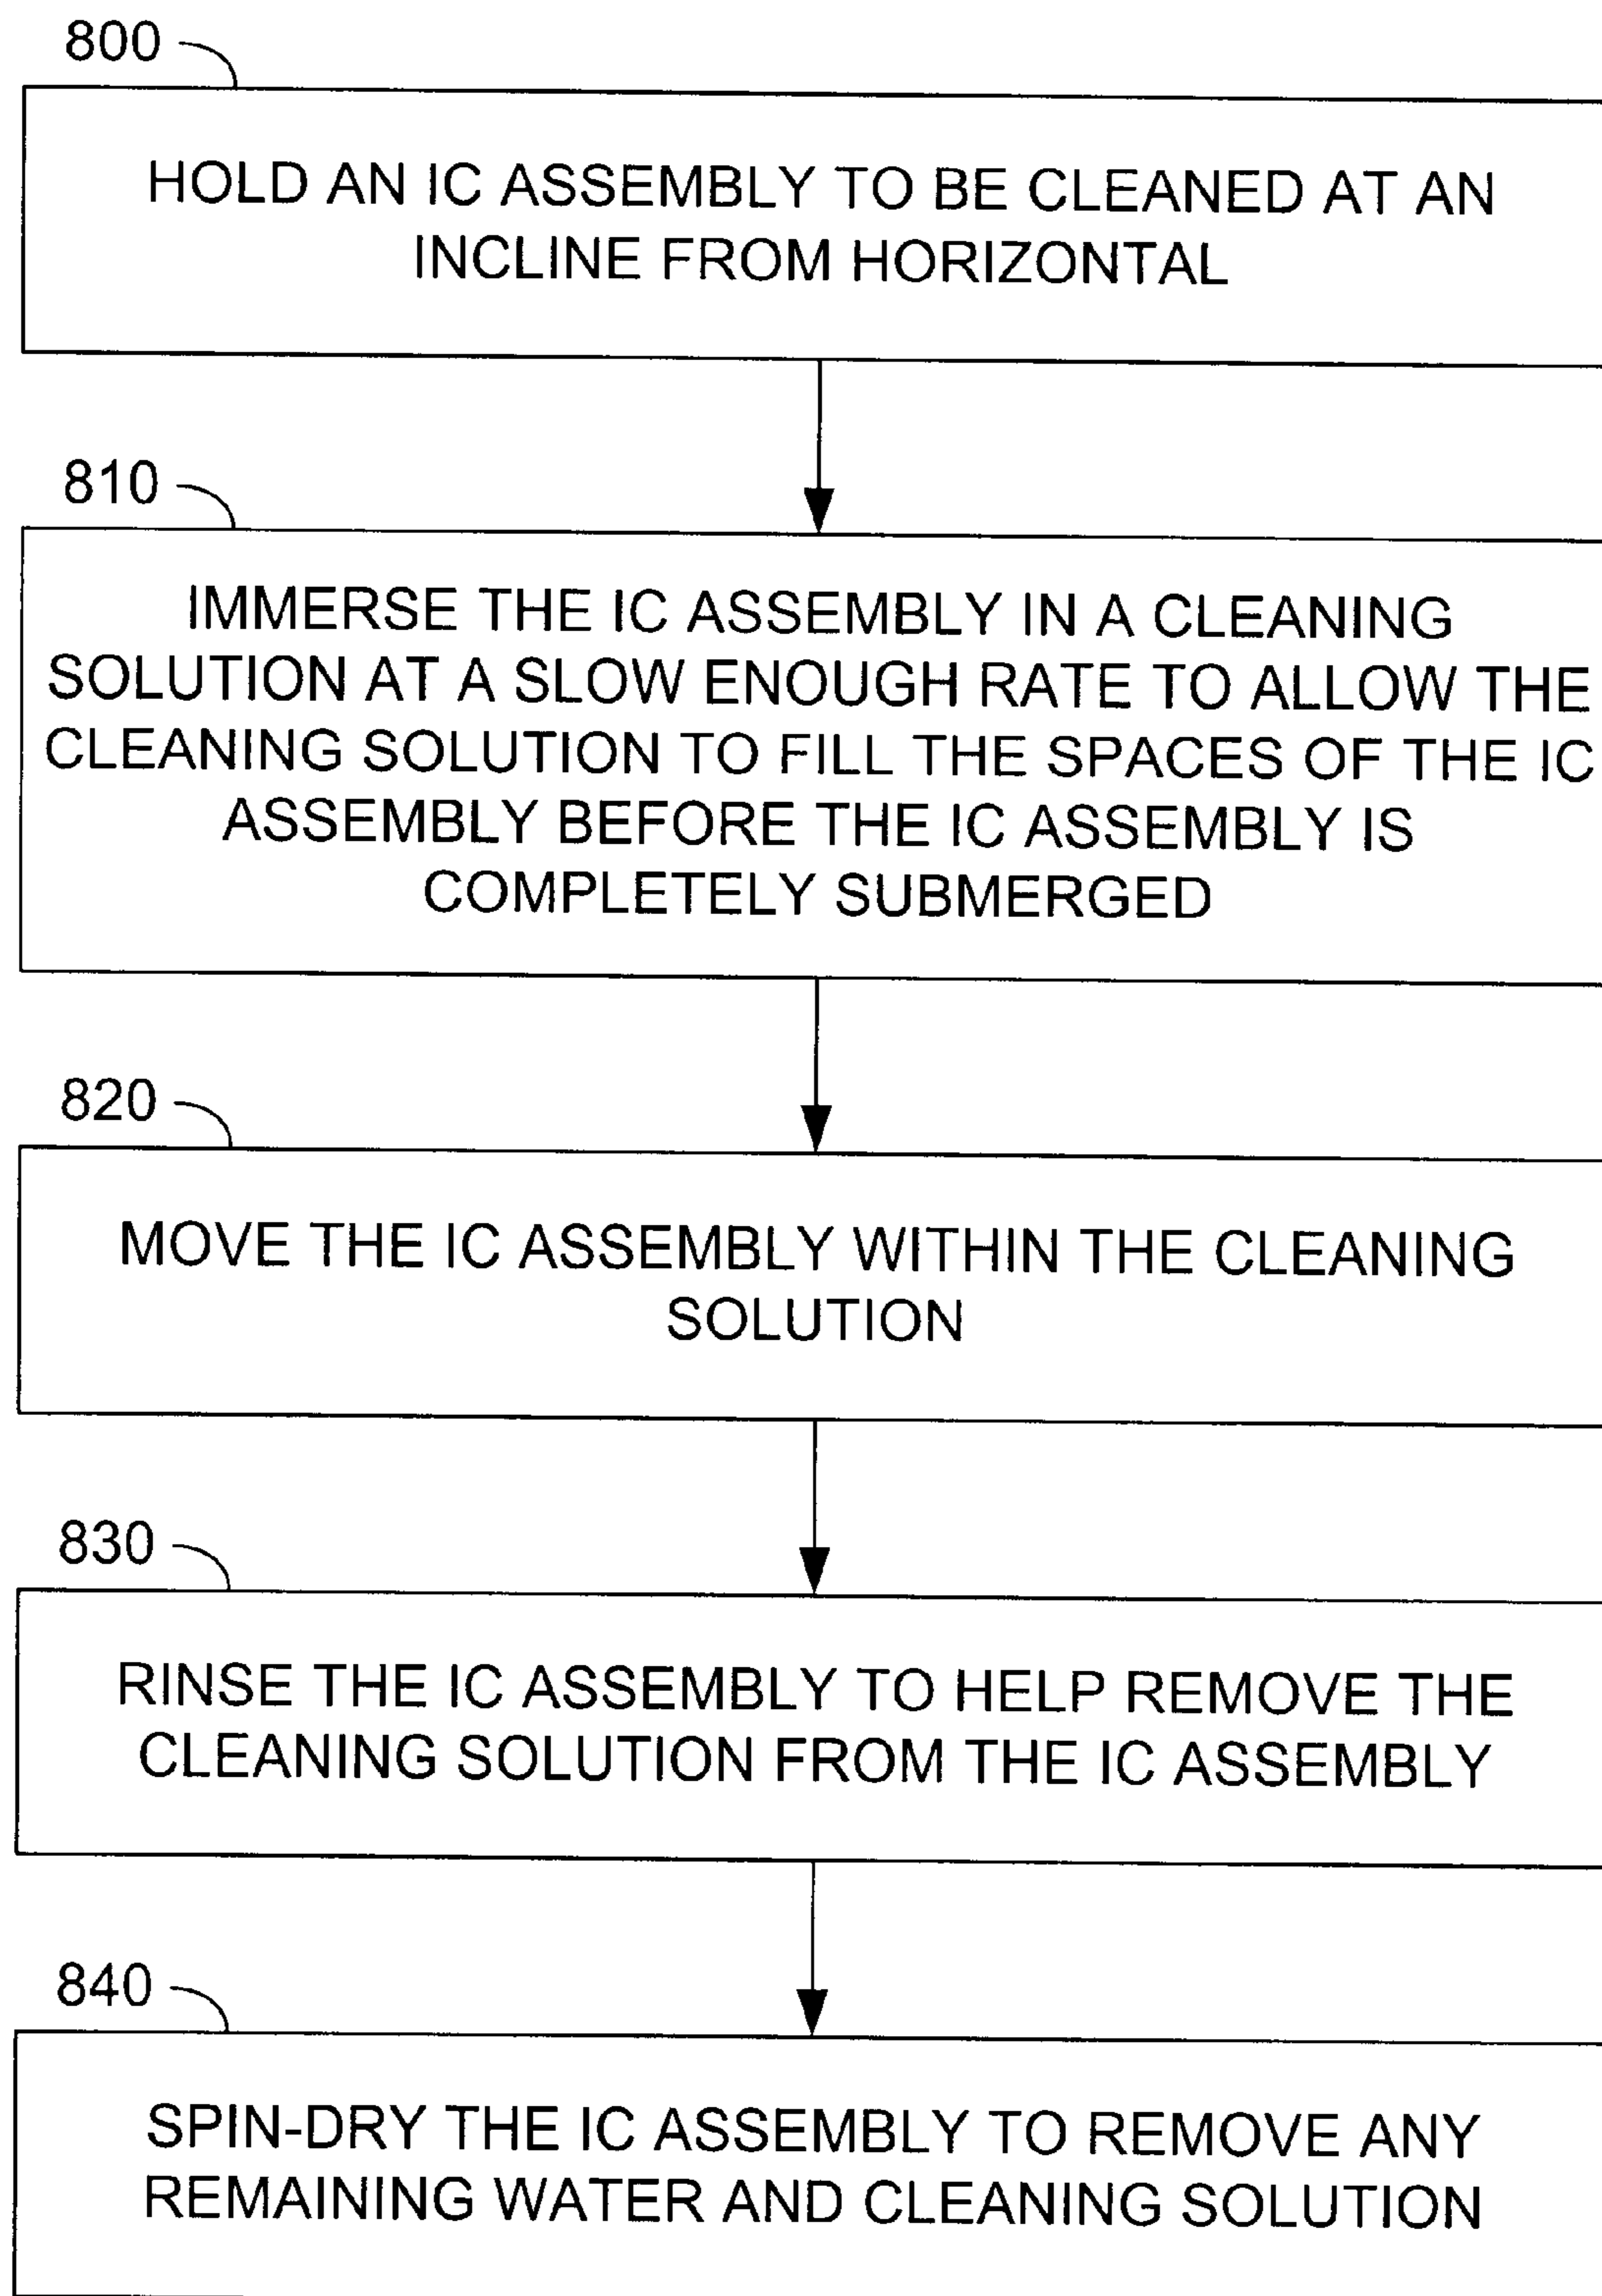 800
HOLD AN IC ASSEMBLY TO BE CLEANED AT AN
INCLINE FROM HORIZONTAL
810
IMMERSE THE IC ASSEMBLY IN A CLEANING
SOLUTION AT A SLOW ENOUGH RATE TO ALLOW THE
CLEANING SOLUTION TO FILL THE SPACES OF THE IC
ASSEMBLY BEFORE THE IC ASSEMBLY IS
COMPLETELY SUBMERGED
820
MOVE THE IC ASSEMBLY WITHIN THE CLEANING
SOLUTION
830
RINSE THE IC ASSEMBLY TO HELP REMOVE THE
CLEANING SOLUTION FROM THE IC ASSEMBLY
840
SPIN-DRY THE IC ASSEMBLY TO REMOVE ANY
REMAINING WATER AND CLEANING SOLUTION